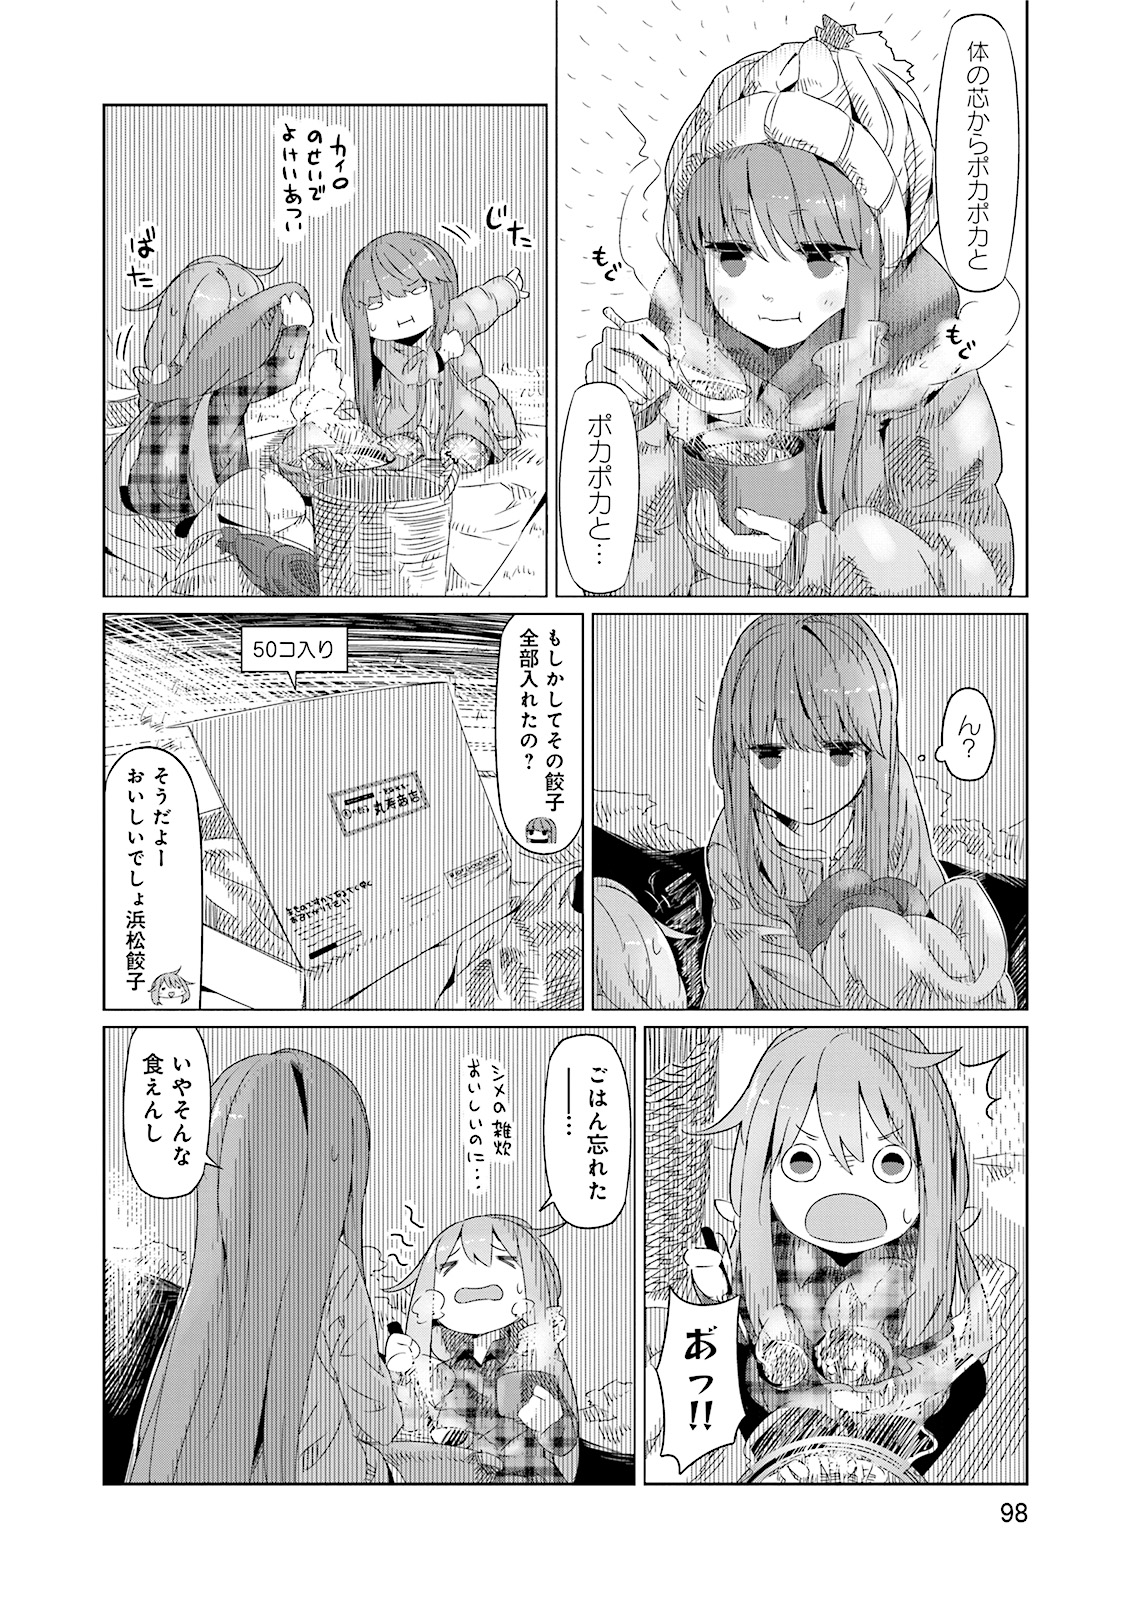 体の芯からポカポカと
もぐ
もぐ
ポカポカと…
じた
カイロ
のせいで
よけいあつい
ばた
ん?
もしかしてその餃子
全部入れたの?
50コ入り
丸寿商店
そうだよー
おいしいでしょ浜松餃子
あ゛っ!!
ごはん忘れた
――…
シメの雑炊
おいしいのに…
いやそんな
食えんし
98